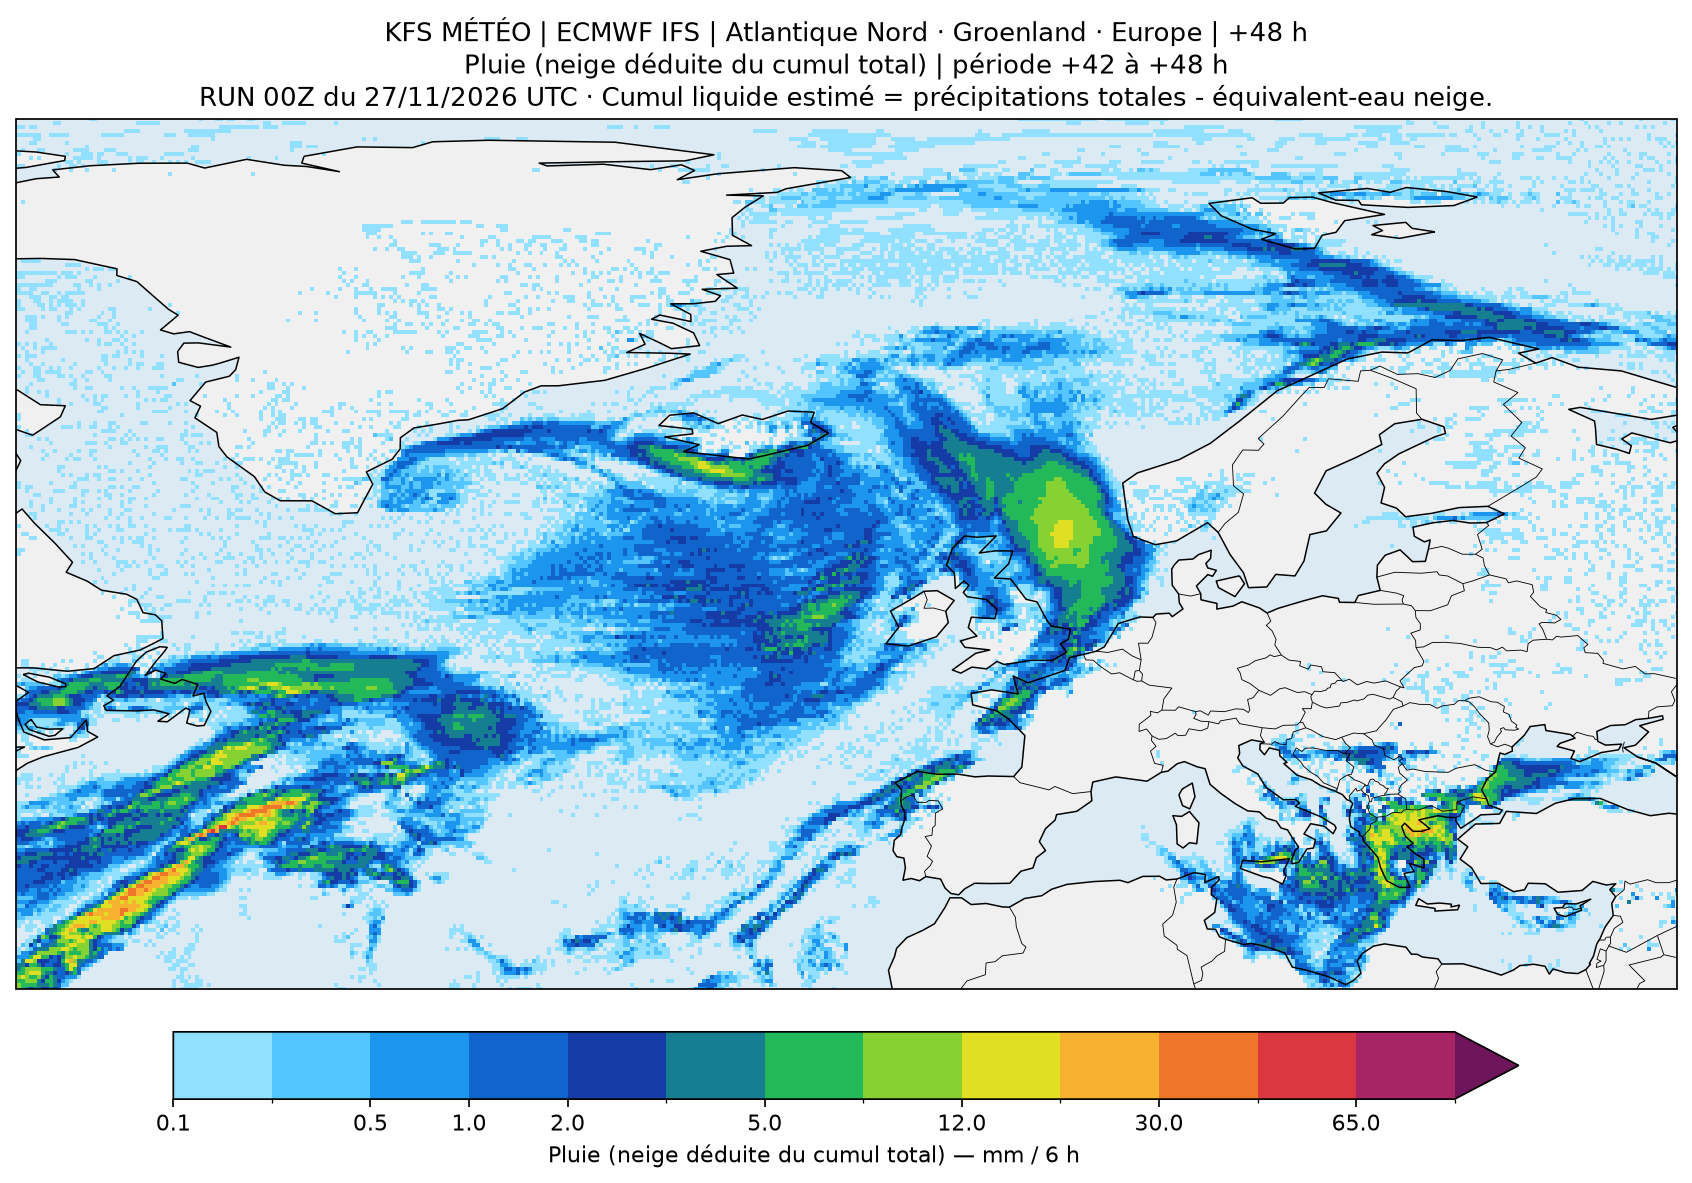 KFS MÉTÉO | ECMWF IFS | Atlantique Nord · Groenland · Europe | +48 h
Pluie (neige déduite du cumul total) | période +42 à +48 h
RUN 00Z du 27/11/2026 UTC · Cumul liquide estimé = précipitations totales - équivalent-eau neige.
0.1 0.5 1.0 2.0 5.0 12.0 30.0 65.0
Pluie (neige déduite du cumul total) — mm / 6 h